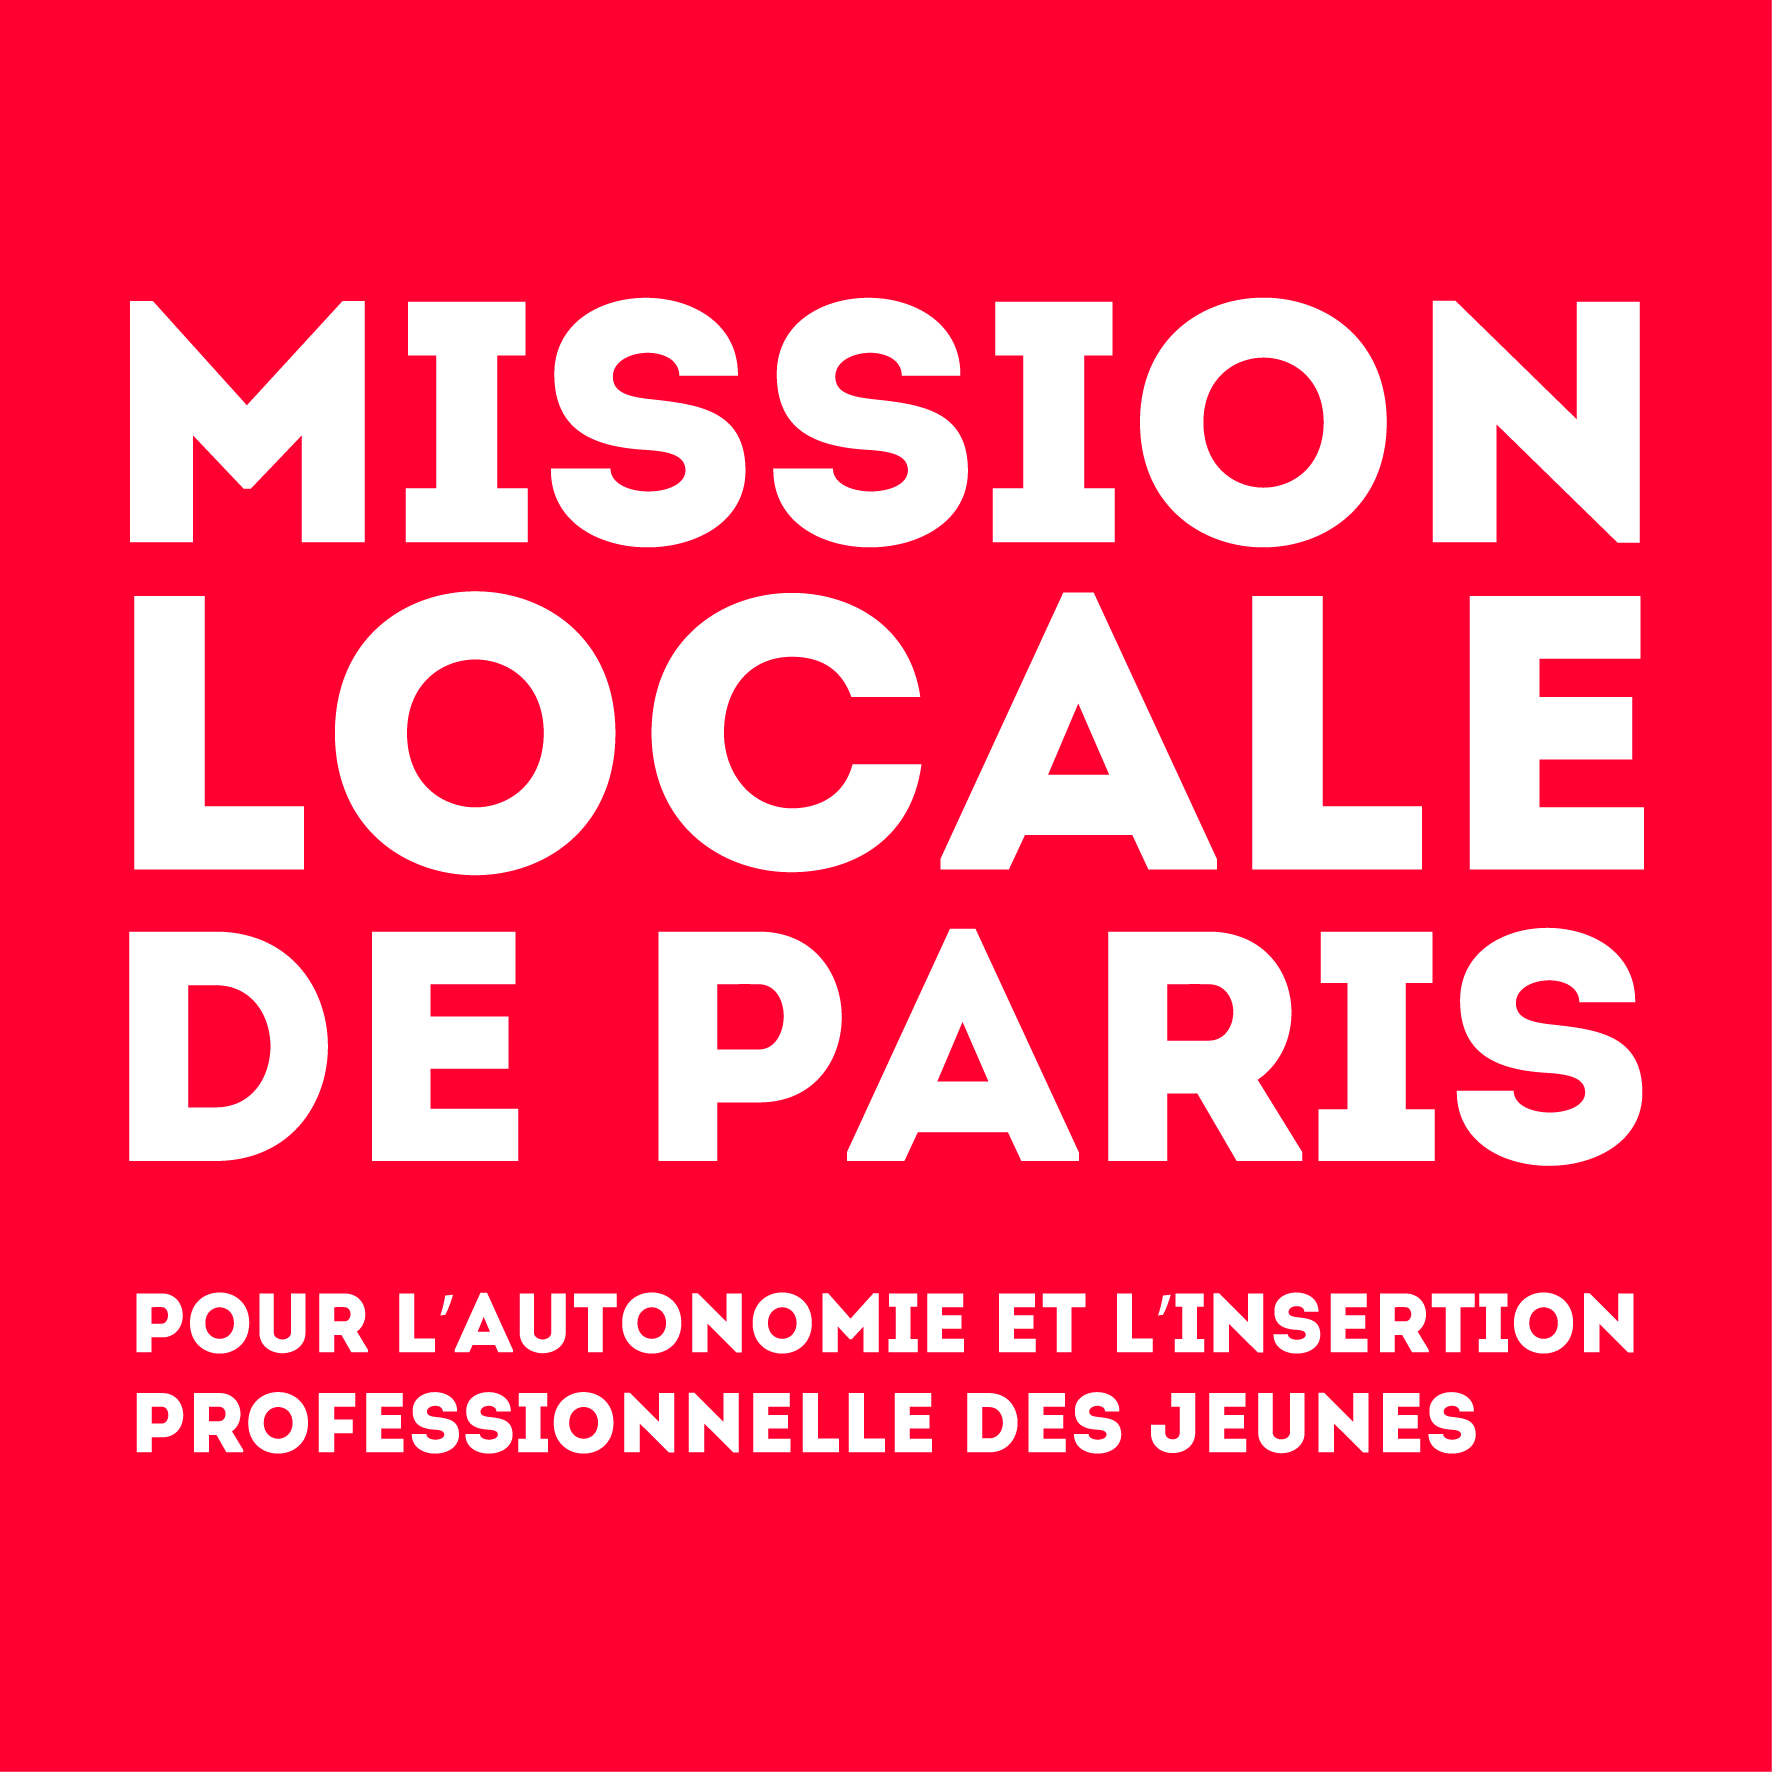 MISSION
LOCALE
DE PARIS
POUR L'AUTONOMIE ET L'INSERTION
PROFESSIONNELLE DES JEUNES